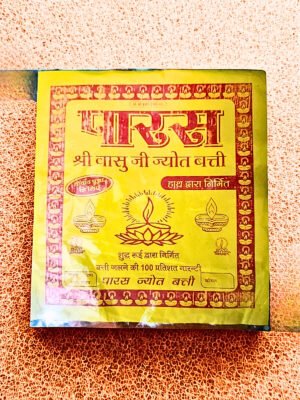 पारस
श्री वासु जी ज्योत बत्ती
हाथ द्वारा निर्मित
शुद्ध रूई द्वारा निर्मित
बत्ती जलने की 100 प्रतिशत गारन्टी
पारस ज्योत बत्ती